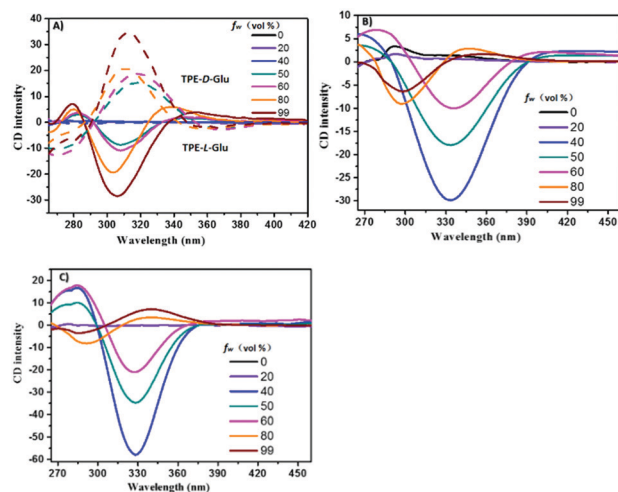 A)
fw (vol %)
0
20
40
50
60
80
99
TPE-D-Glu
TPE-L-Glu
CD intensity
40
30
20
10
0
-10
-20
-30
260 280 300 320 340 360 380 400 420
Wavelength (nm)
B)
fw (vol %)
0
20
40
50
60
80
99
CD intensity
10
5
0
-5
-10
-15
-20
-25
-30
270 300 330 360 390 420 450
Wavelength (nm)
C)
fw (vol %)
0
20
40
50
60
80
99
CD intensity
20
10
0
-10
-20
-30
-40
-50
-60
270 300 330 360 390 420 450
Wavelength (nm)